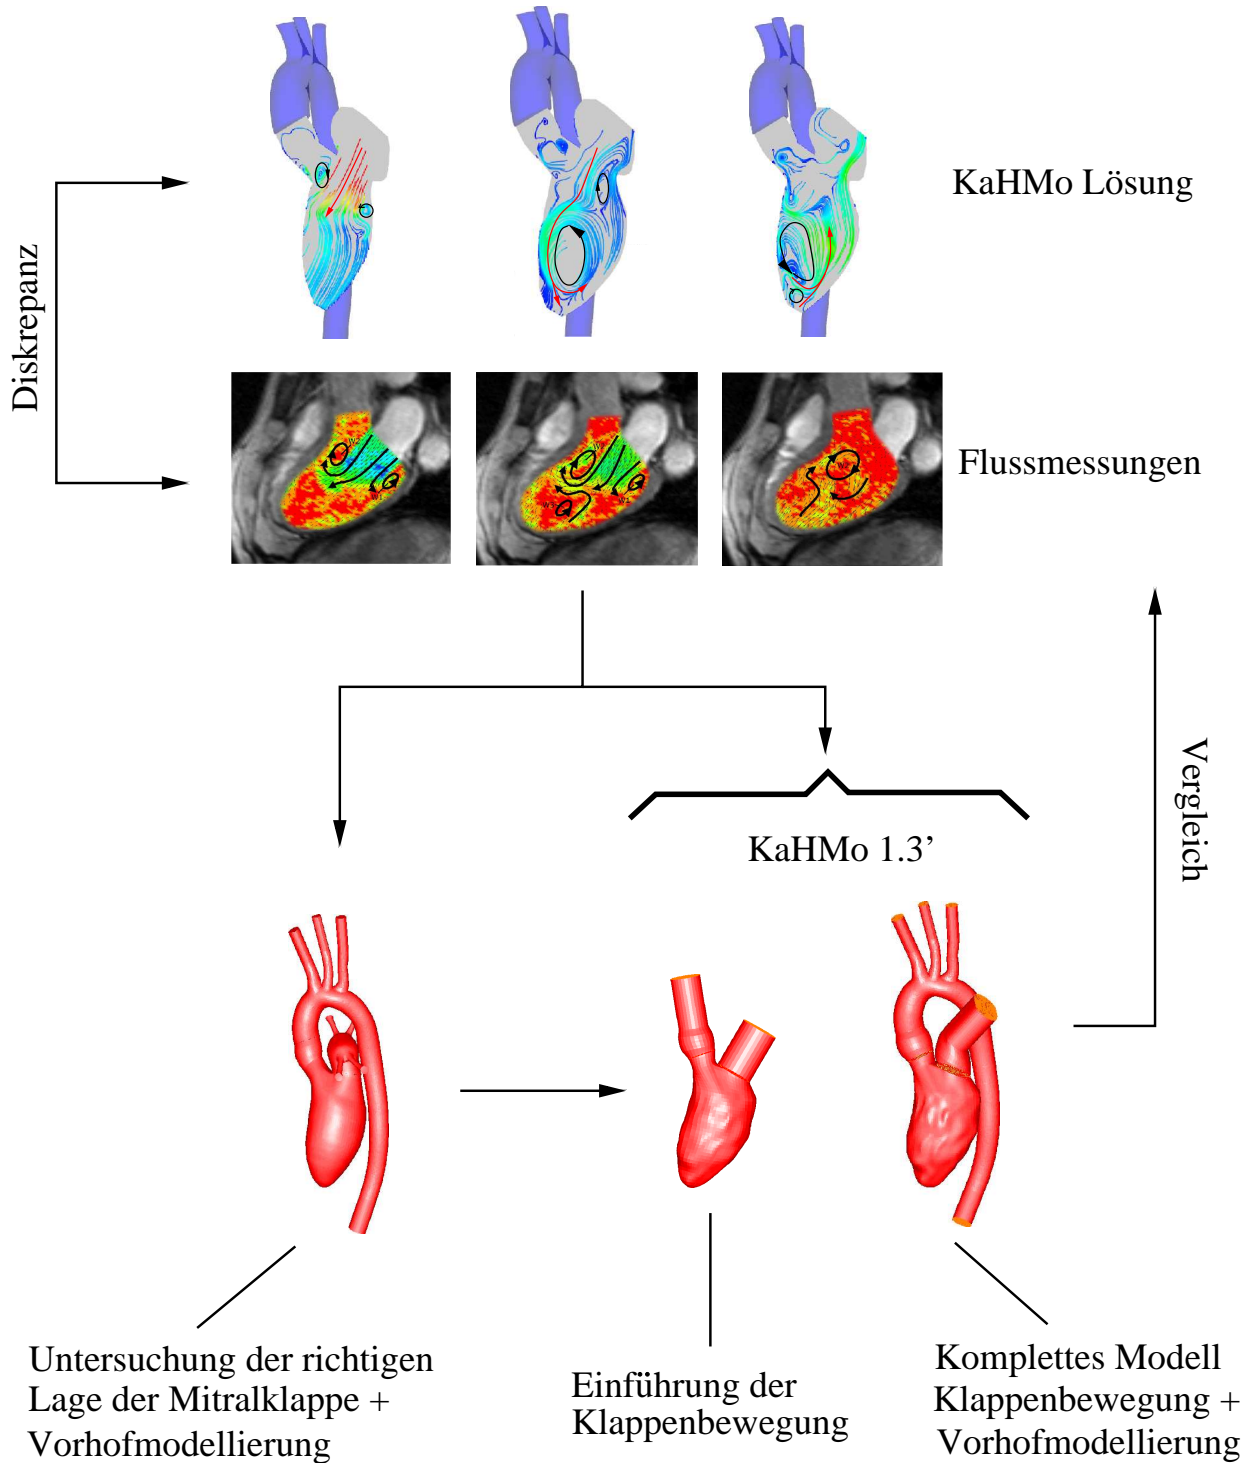 KaHMo Lösung
Diskrepanz
Flussmessungen
Vergleich
KaHMo 1.3’
Untersuchung der richtigen
Lage der Mitralklappe +
Vorhofmodellierung
Einführung der
Klappenbewegung
Komplettes Modell
Klappenbewegung +
Vorhofmodellierung